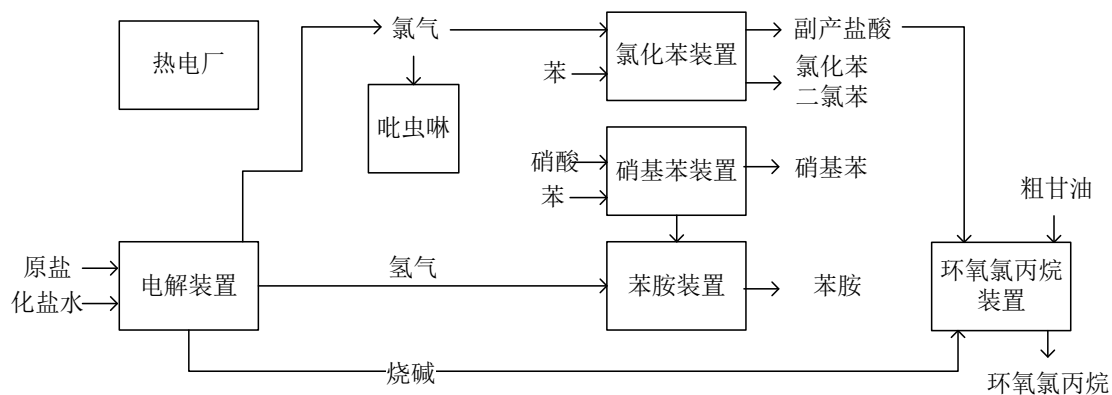 热电厂
氯气
氯化苯装置
副产盐酸
苯
氯化苯
二氯苯
吡虫啉
硝酸
苯
硝基苯装置
硝基苯
粗甘油
原盐
化盐水
电解装置
氢气
苯胺装置
苯胺
环氧氯丙烷
装置
烧碱
环氧氯丙烷